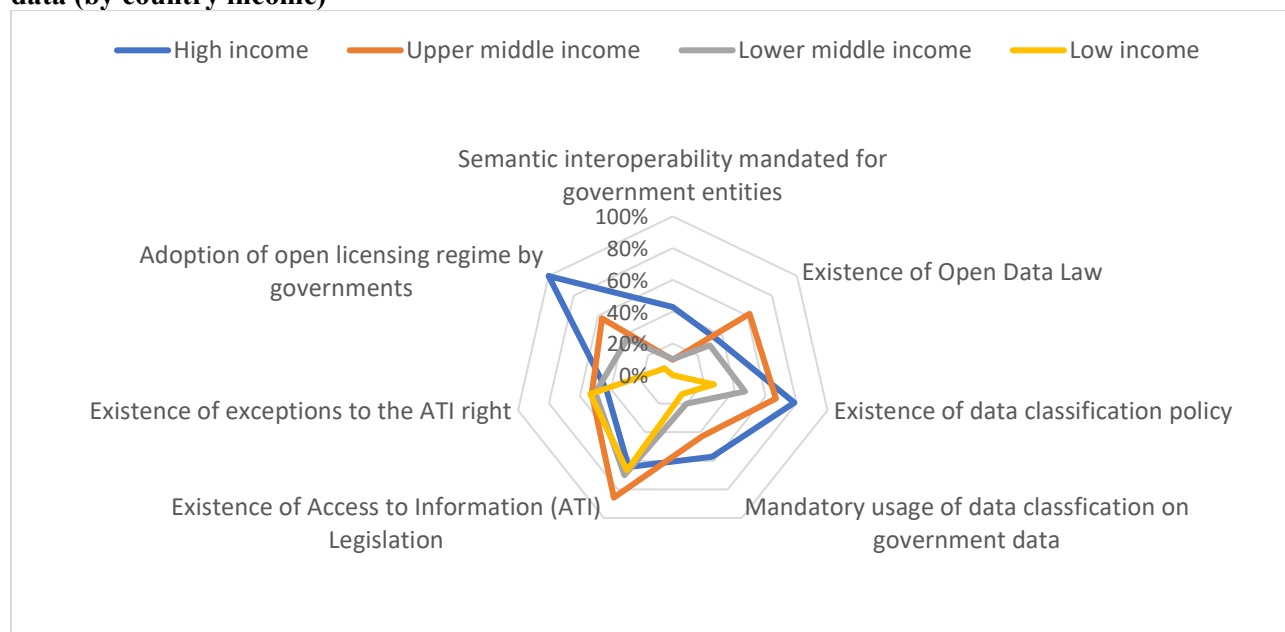 data (by country income)
High income
Upper middle income
Lower middle income
Low income
Semantic interoperability mandated for
government entities
100%
80%
60%
40%
20%
0%
Existence of Open Data Law
Existence of data classification policy
Mandatory usage of data classfication on
government data
Existence of Access to Information (ATI)
Legislation
Existence of exceptions to the ATI right
Adoption of open licensing regime by
governments